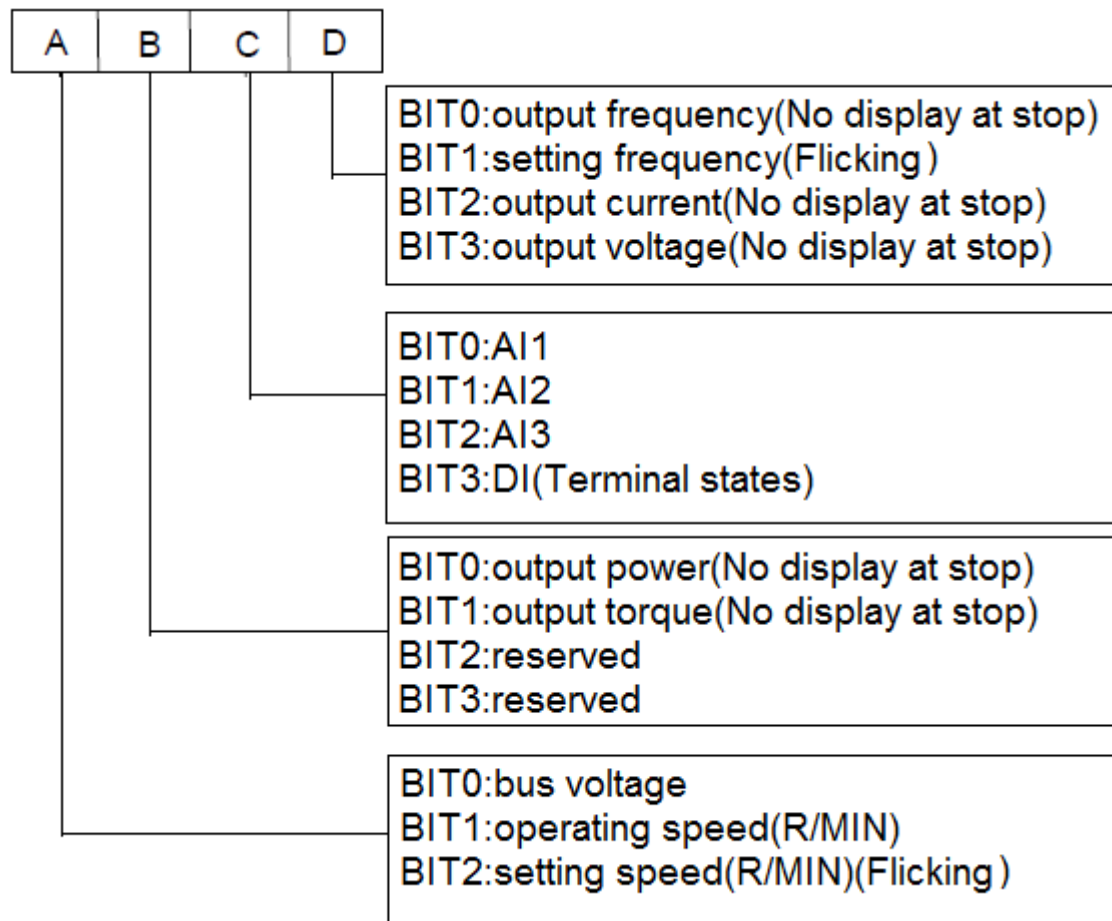 A B C D
BIT0:output frequency(No display at stop)
BIT1:setting frequency(Flicking)
BIT2:output current(No display at stop)
BIT3:output voltage(No display at stop)
BIT0:AI1
BIT1:AI2
BIT2:AI3
BIT3:DI(Terminal states)
BIT0:output power(No display at stop)
BIT1:output torque(No display at stop)
BIT2:reserved
BIT3:reserved
BIT0:bus voltage
BIT1:operating speed(R/MIN)
BIT2:setting speed(R/MIN)(Flicking)